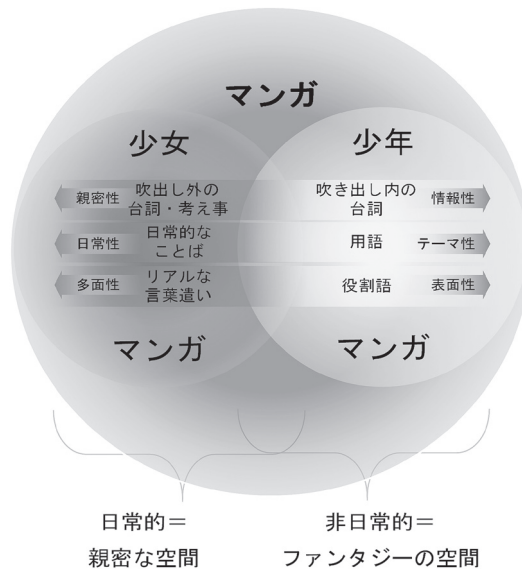 マンガ
少女
少年
親密性 吹出し外の
台詞・考え事
吹き出し内の
台詞 情報性
日常性 日常的な
ことば
用語 テーマ性
多面性 リアルな
言葉遣い
役割語 表面性
マンガ
マンガ
日常的＝
親密な空間
非日常的＝
ファンタジーの空間